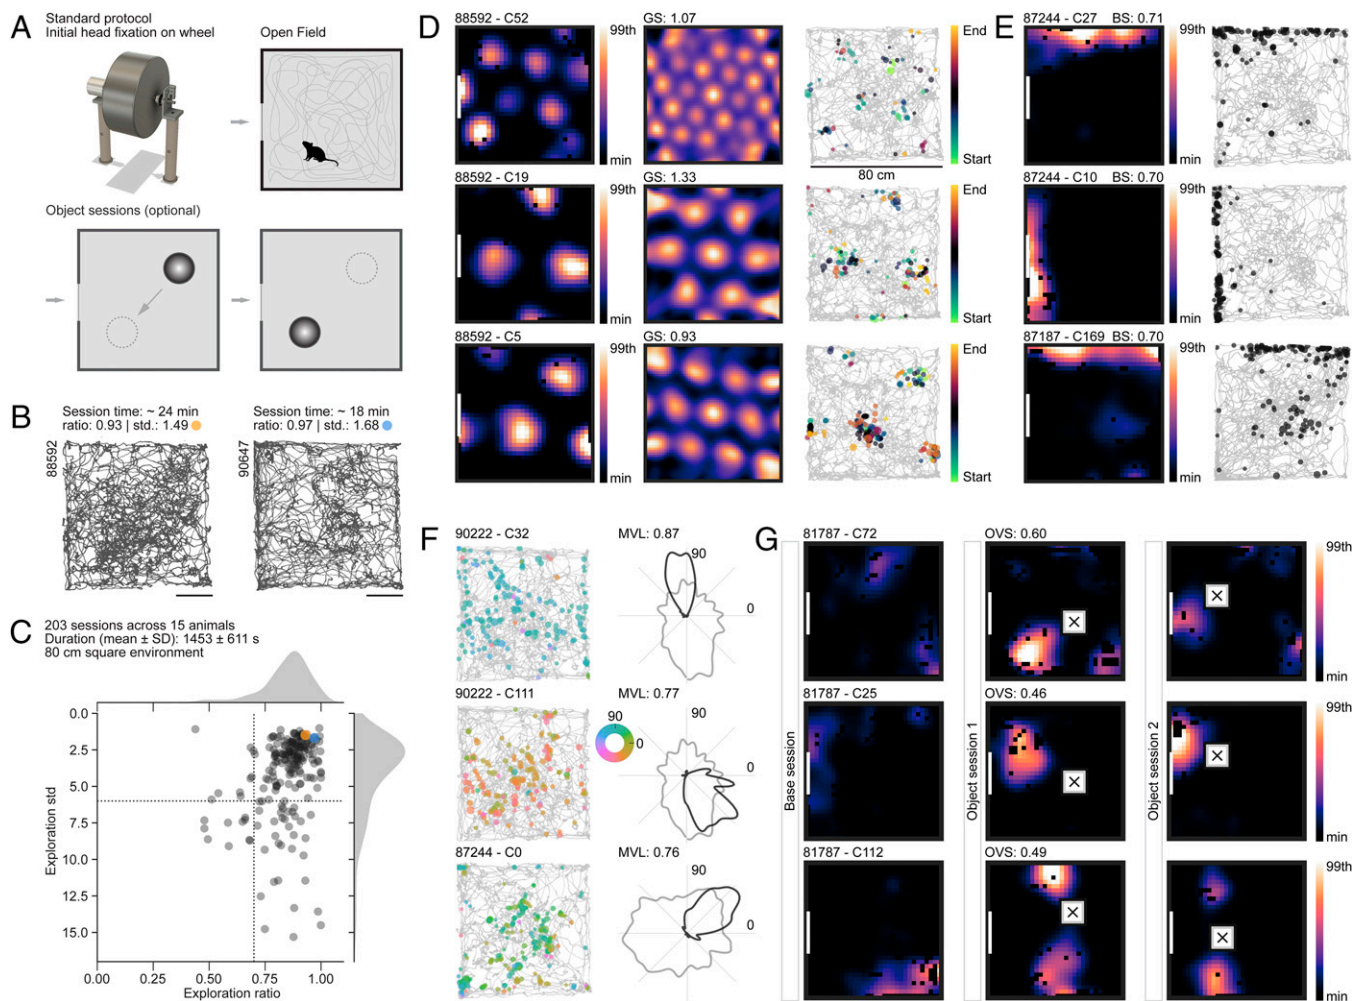 A
Standard protocol
Initial head fixation on wheel
Open Field
Object sessions (optional)
B
Session time: ~ 24 min
ratio: 0.93 | std.: 1.49
88592
Session time: ~ 18 min
ratio: 0.97 | std.: 1.68
90647
C
203 sessions across 15 animals
Duration (mean ± SD): 1453 ± 611 s
80 cm square environment
Exploration std
0.0
2.5
5.0
7.5
10.0
12.5
15.0
0.00 0.25 0.50 0.75 1.00
Exploration ratio
D
88592 - C52
99th
min
GS: 1.07
End
Start
80 cm
88592 - C19
99th
min
GS: 1.33
End
Start
88592 - C5
99th
min
GS: 0.93
End
Start
E
87244 - C27 BS: 0.71
99th
min
87244 - C10 BS: 0.70
99th
min
87187 - C169 BS: 0.70
99th
min
F
90222 - C32
MVL: 0.87
90
0
90222 - C111
90
0
MVL: 0.77
90
0
87244 - C0
MVL: 0.76
90
0
G
Base session
Object session 1
Object session 2
81787 - C72
OVS: 0.60
99th
min
81787 - C25
OVS: 0.46
99th
min
81787 - C112
OVS: 0.49
99th
min